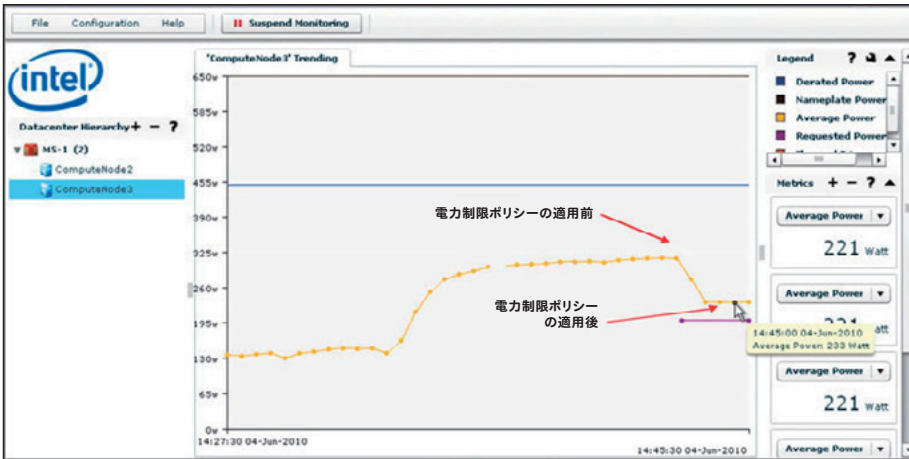 File Configuration Help Suspend Monitoring
intel
Datacenter Hierarchy + − ?
MS-1 (2)
ComputeNode2
ComputeNode3
'ComputeNode3' Trending
650w
585w
520w
455w
390w
325w
260w
195w
130w
65w
0w
電力制限ポリシーの適用前
電力制限ポリシー
の適用後
14:45:00 04-Jun-2010
Average Power: 233 Watt
14:27:30 04-Jun-2010
14:45:30 04-Jun-2010
Legend ?
Derated Power
Nameplate Power
Average Power
Requested Power
Metrics + − ?
Average Power
221 Watt
Average Power
Average Power
221 Watt
Average Power